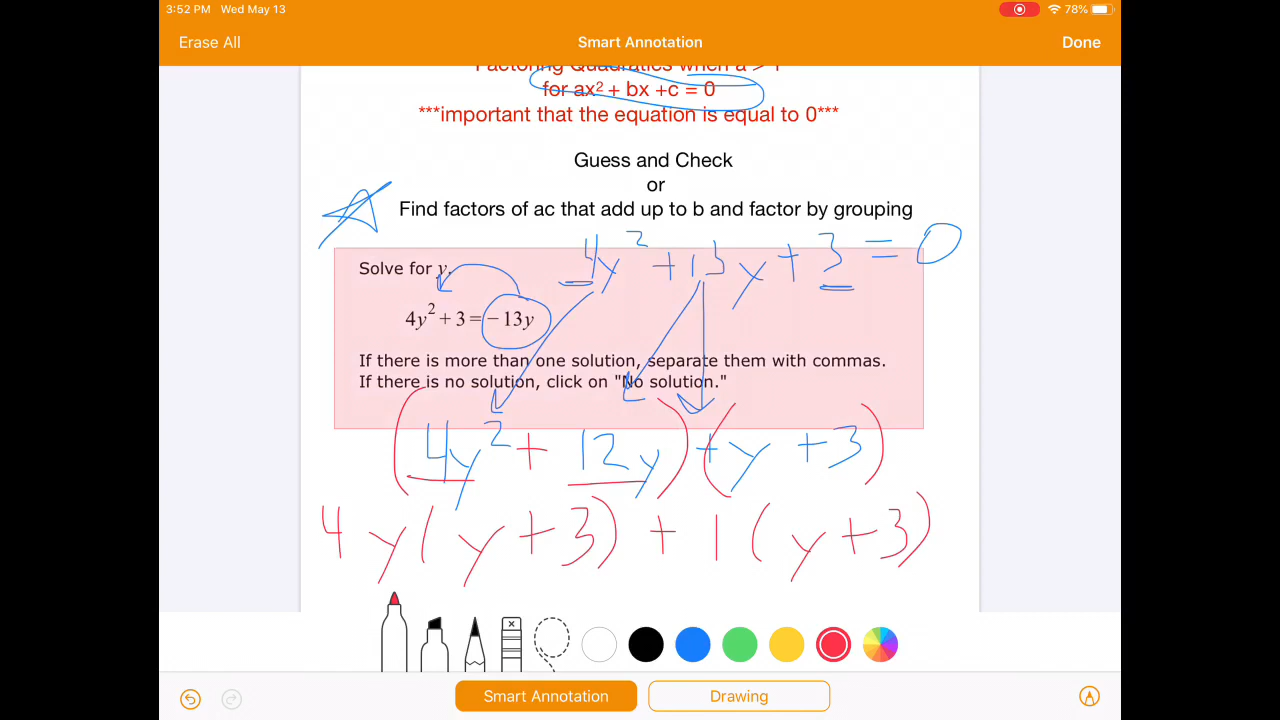 3:52 PM Wed May 13 78%
Erase All Smart Annotation Done
Factoring Quadratics when a > 1
for ax² + bx +c = 0
***important that the equation is equal to 0***
Guess and Check
or
Find factors of ac that add up to b and factor by grouping
4y² + 13y + 3 = 0
Solve for y.
4y² + 3 = −13y
If there is more than one solution, separate them with commas.
If there is no solution, click on "No solution."
(4y² + 12y) + (y + 3)
4y(y + 3) + 1(y + 3)
Smart Annotation Drawing